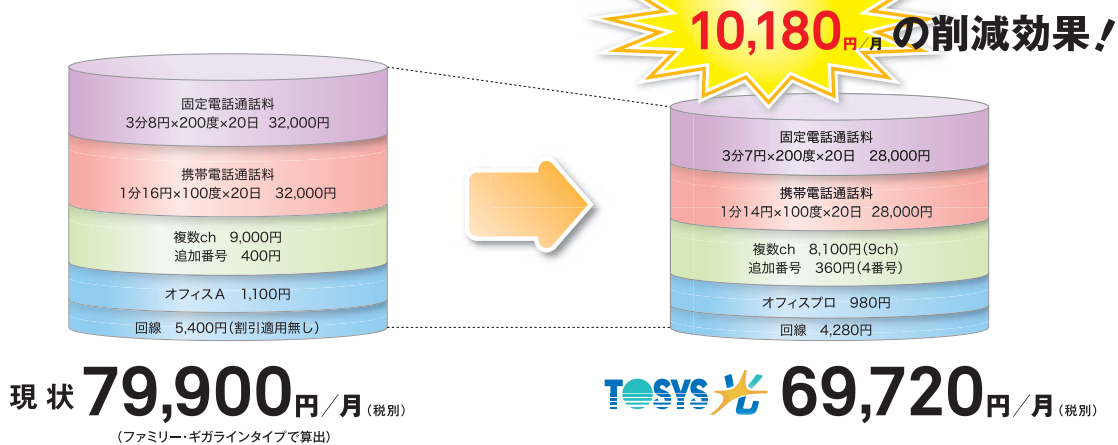 10,180円/月の削減効果!
固定電話通話料
3分8円×200度×20日 32,000円
携帯電話通話料
1分16円×100度×20日 32,000円
複数ch 9,000円
追加番号 400円
オフィスA 1,100円
回線 5,400円(割引適用無し)
現状 79,900円/月(税別)
(ファミリー・ギガラインタイプで算出)
固定電話通話料
3分7円×200度×20日 28,000円
携帯電話通話料
1分14円×100度×20日 28,000円
複数ch 8,100円(9ch)
追加番号 360円(4番号)
オフィスプロ 980円
回線 4,280円
TOSYS光 69,720円/月(税別)